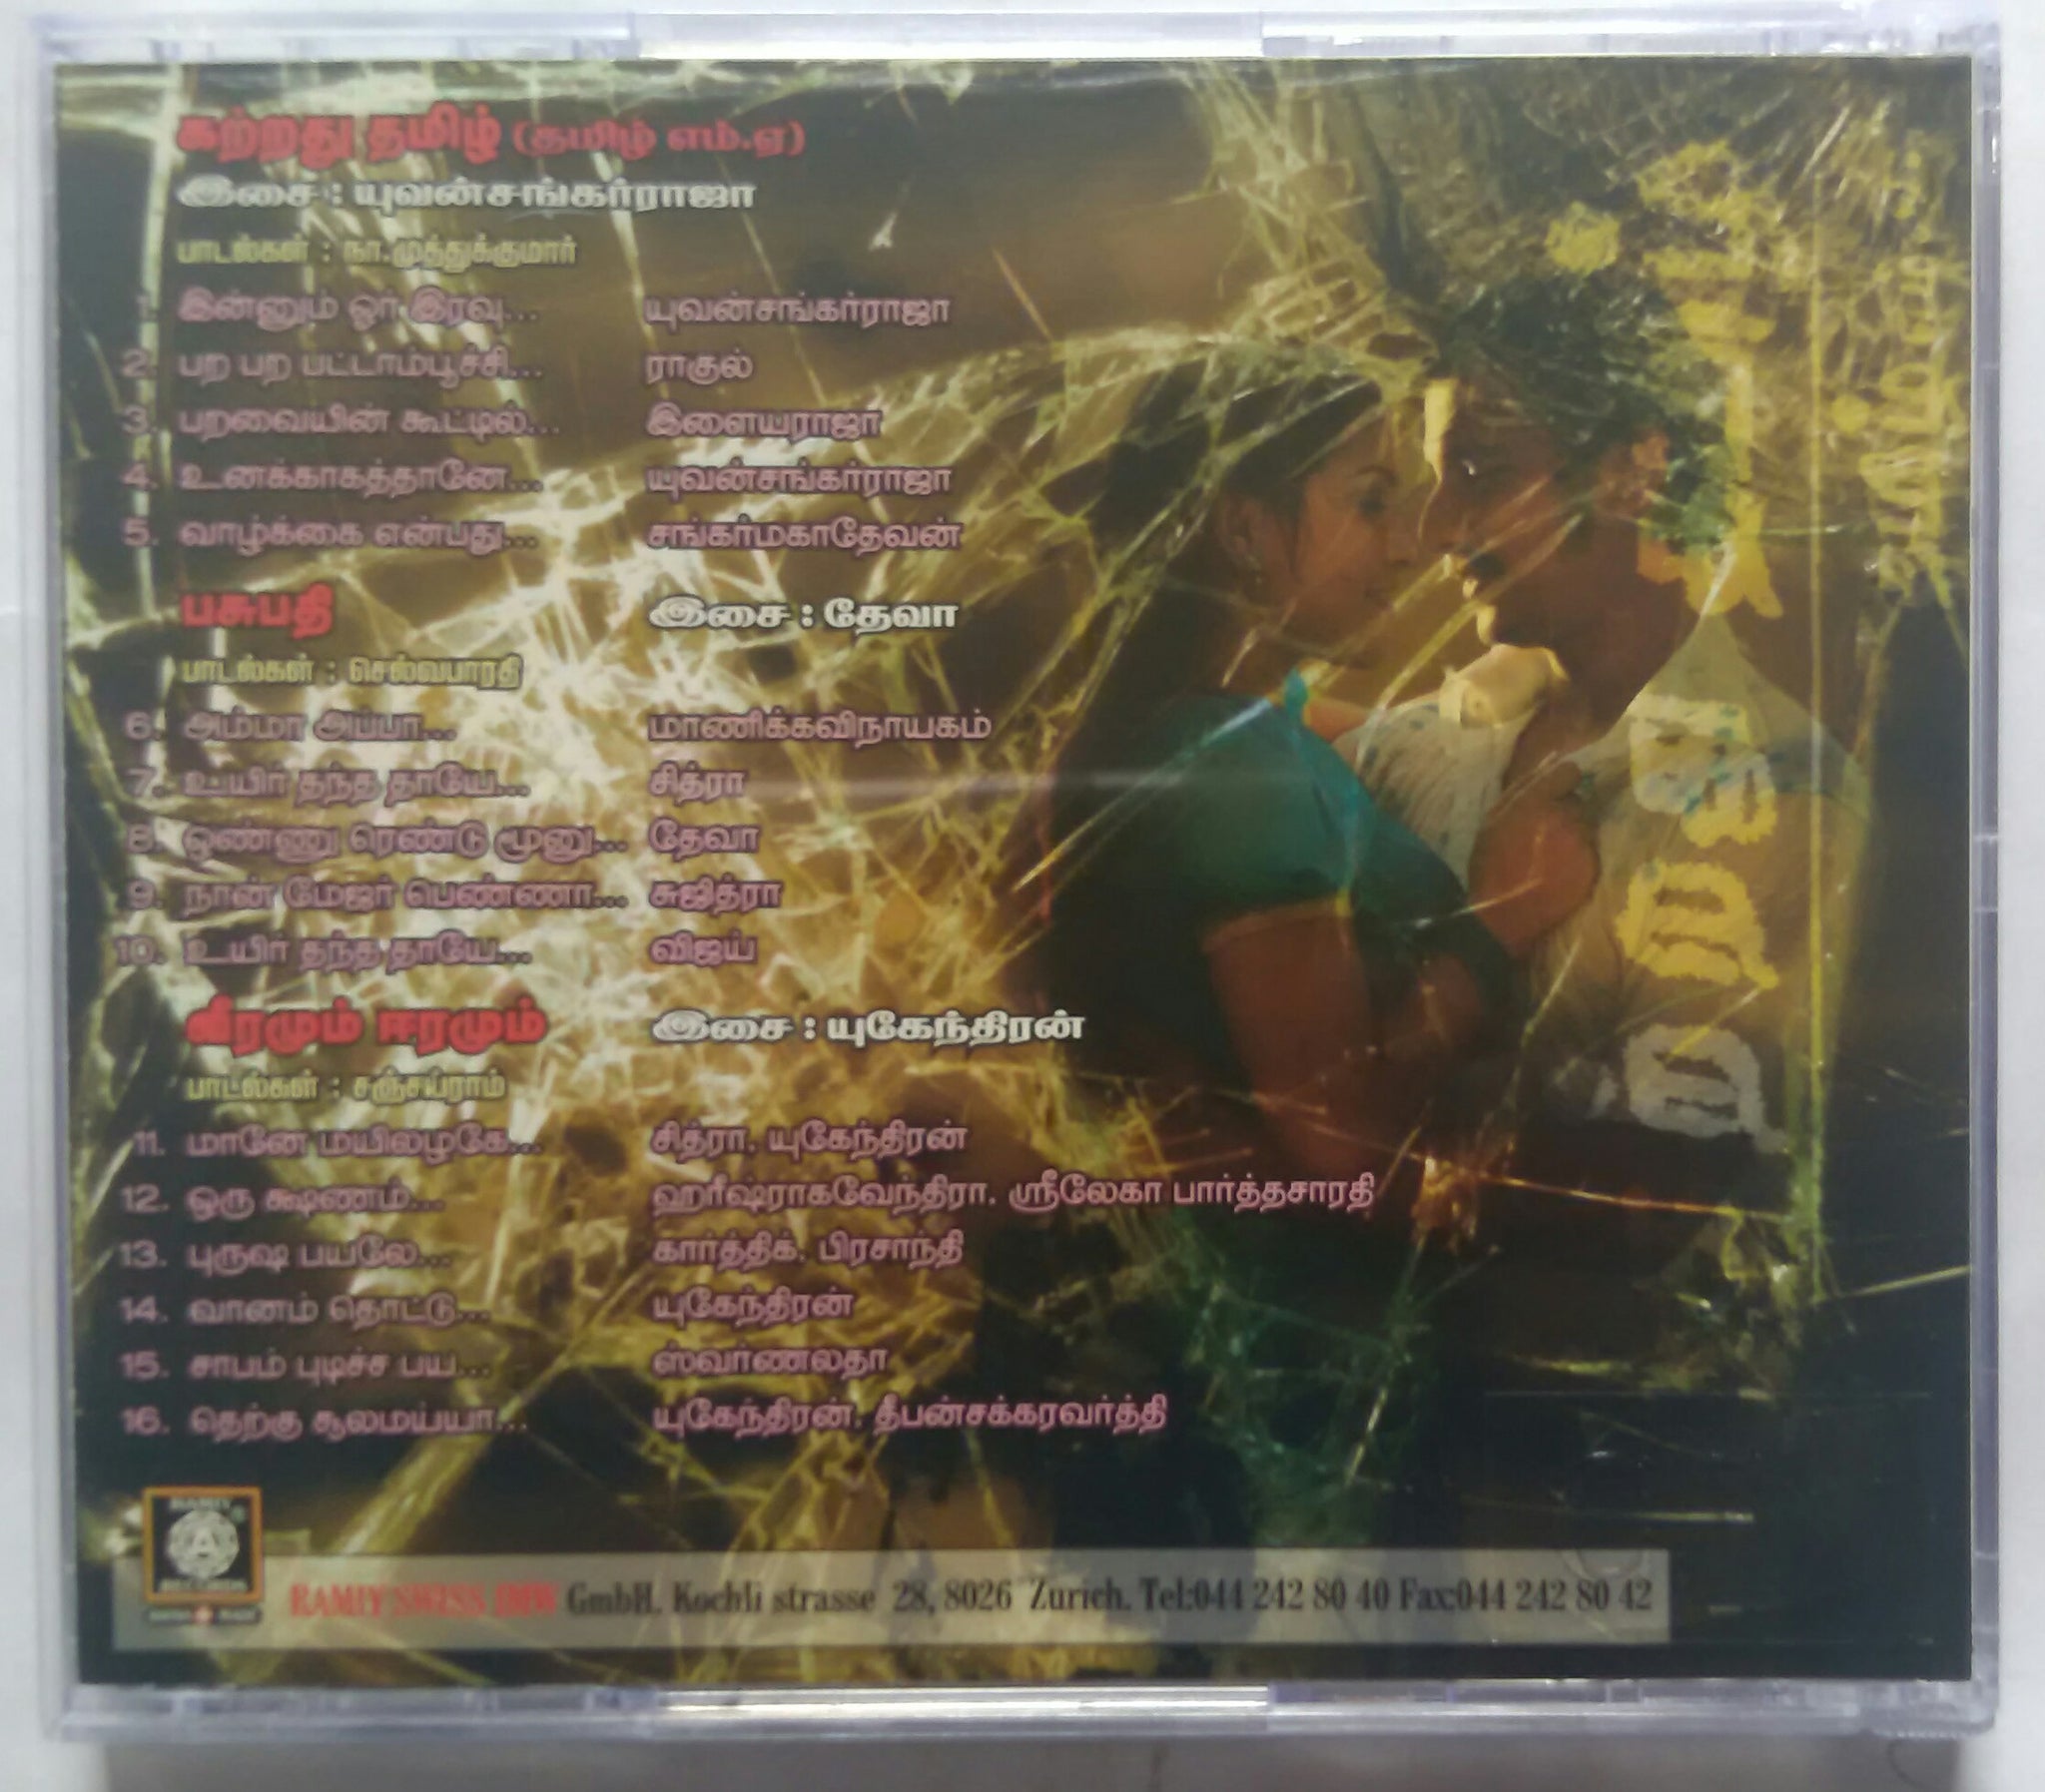 கற்றது தமிழ் (தமிழ் எம்.ஏ)
இசை : யுவன்சங்கர்ராஜா
பாடல்கள் : நா.முத்துக்குமார்
1. இன்னும் ஓர் இரவு... யுவன்சங்கர்ராஜா
2. பற பற பட்டாம்பூச்சி... ராகுல்
3. பறவையின் கூட்டில்... இளையராஜா
4. உனக்காகத்தானே... யுவன்சங்கர்ராஜா
5. வாழ்க்கை என்பது... சங்கர்மகாதேவன்
பசுபதி இசை : தேவா
பாடல்கள் : செல்வபாரதி
6. அம்மா அப்பா... மாணிக்கவிநாயகம்
7. உயிர் தந்த தாயே... சித்ரா
8. ஒண்ணு ரெண்டு மூனு... தேவா
9. நான் மேஜர் பெண்ணா... சுஜித்ரா
10. உயிர் தந்த தாயே... விஜய்
வீரமும் ஈரமும் இசை : யுகேந்திரன்
பாடல்கள் : சஞ்சய்ராம்
11. மானே மயிலழகே... சித்ரா, யுகேந்திரன்
12. ஒரு க்ஷணம்... ஹரீஷ்ராகவேந்திரா, ஸ்ரீலேகா பார்த்தசாரதி
13. புருஷ பயலே... கார்த்திக், பிரசாந்தி
14. வானம் தொட்டு... யுகேந்திரன்
15. சாபம் புடிச்ச பய... ஸ்வர்ணலதா
16. தெற்கு சூலமய்யா... யுகேந்திரன், தீபன்சக்கரவர்த்தி
RAMIY
RECORDS
RAMIY SWISS IMW GmbH. Kochli strasse 28, 8026 Zurich. Tel:044 242 80 40 Fax:044 242 80 42